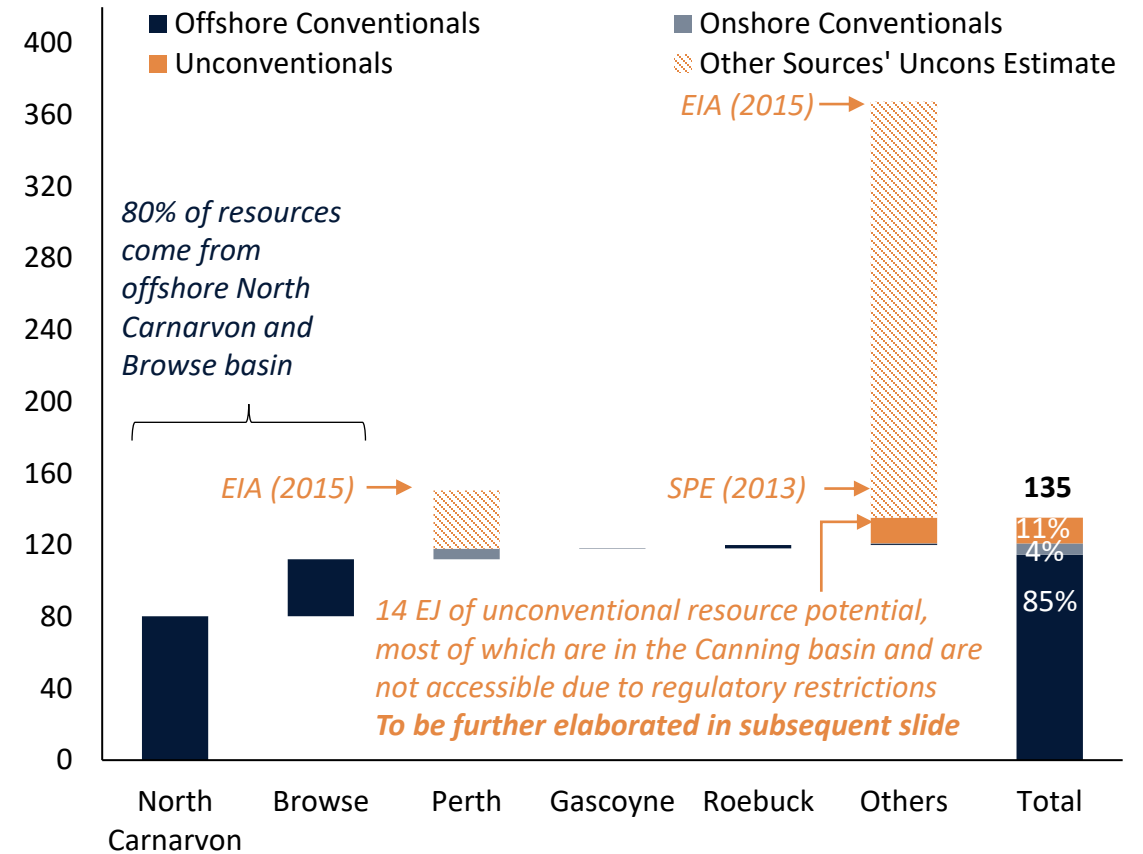 Offshore Conventionals
Onshore Conventionals
Unconventionals
Other Sources' Uncons Estimate
400
360
320
280
240
200
160
120
80
40
0
EIA (2015)
80% of resources
come from
offshore North
Carnarvon and
Browse basin
EIA (2015)
SPE (2013)
135
11%
4%
85%
14 EJ of unconventional resource potential,
most of which are in the Canning basin and are
not accessible due to regulatory restrictions
To be further elaborated in subsequent slide
North
Carnarvon
Browse
Perth
Gascoyne
Roebuck
Others
Total